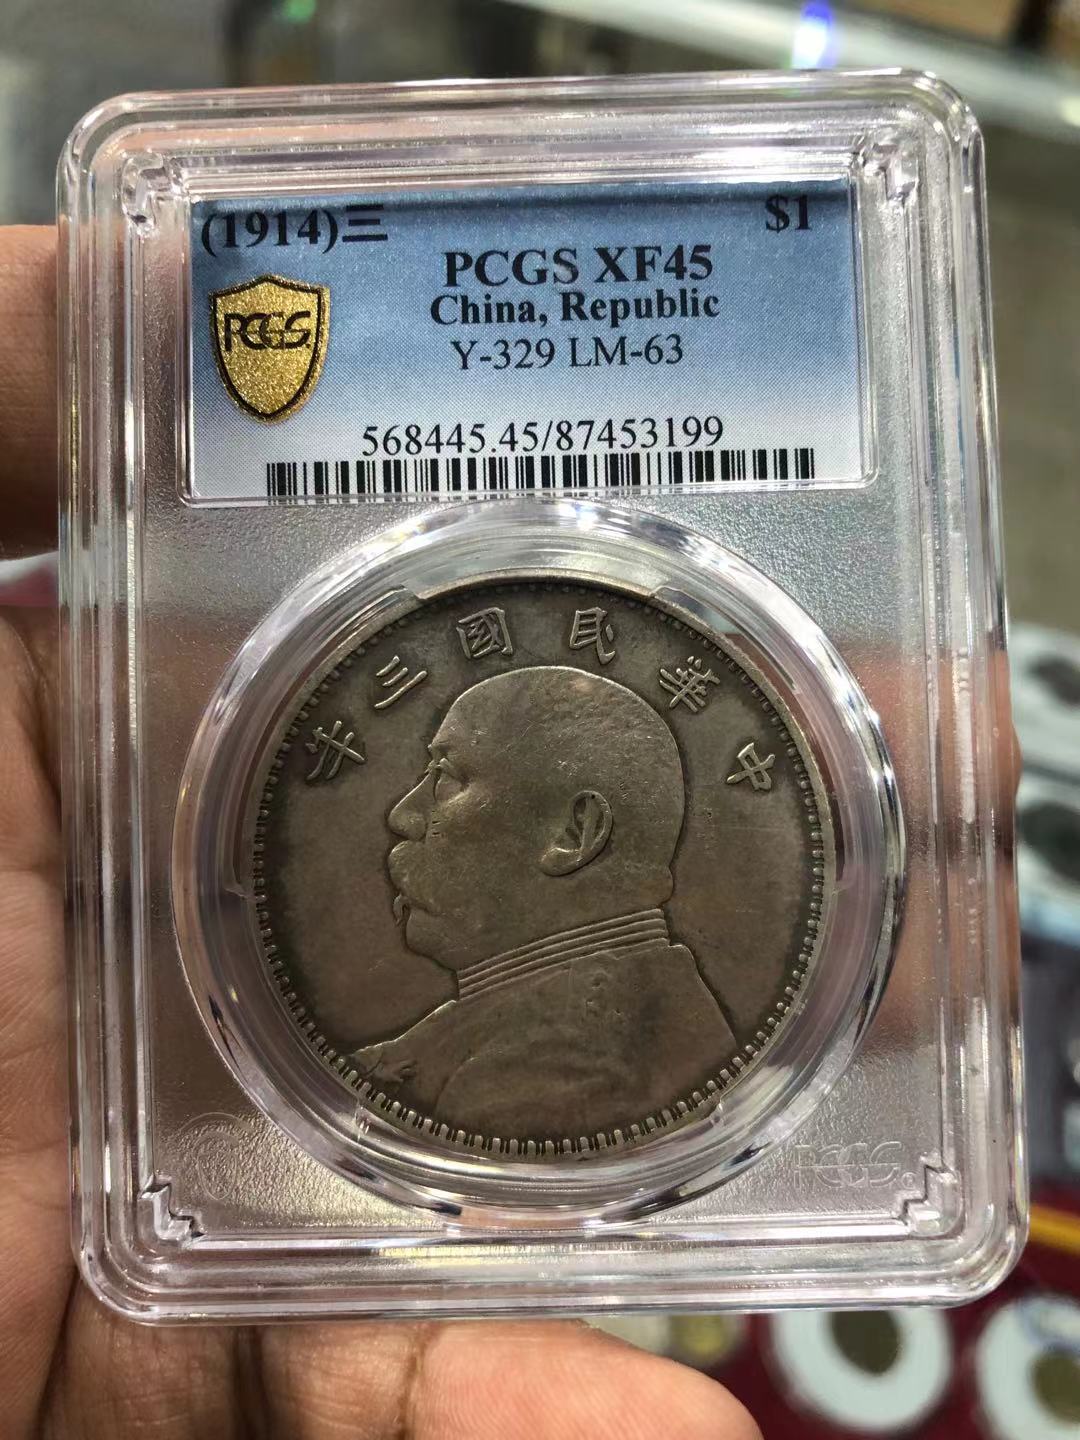 (1914)三 $1
PCGS XF45
China, Republic
Y-329 LM-63
PCGS
568445.45/87453199
中華民國三年
PCGS